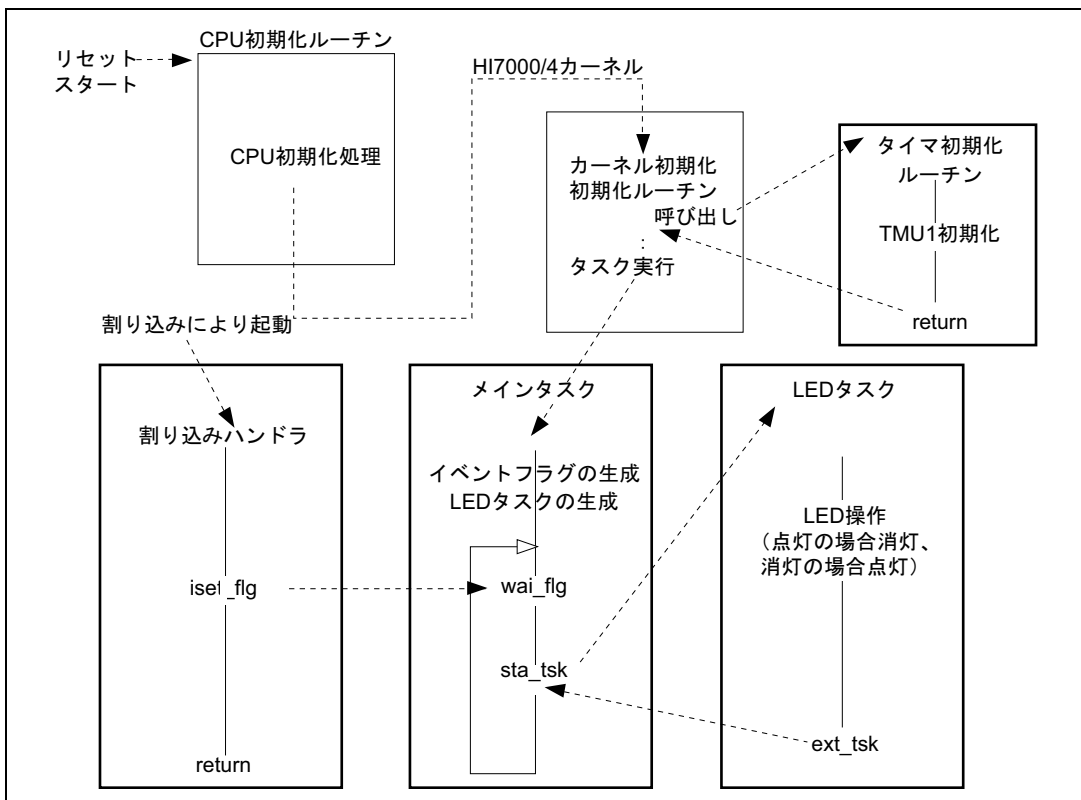 CPU初期化ルーチン
リセット
スタート
CPU初期化処理
HI7000/4カーネル
カーネル初期化
初期化ルーチン
呼び出し
:
タスク実行
タイマ初期化
ルーチン
TMU1初期化
return
割り込みにより起動
割り込みハンドラ
iset_flg
return
メインタスク
イベントフラグの生成
LEDタスクの生成
wai_flg
sta_tsk
LEDタスク
LED操作
（点灯の場合消灯、
消灯の場合点灯）
ext_tsk